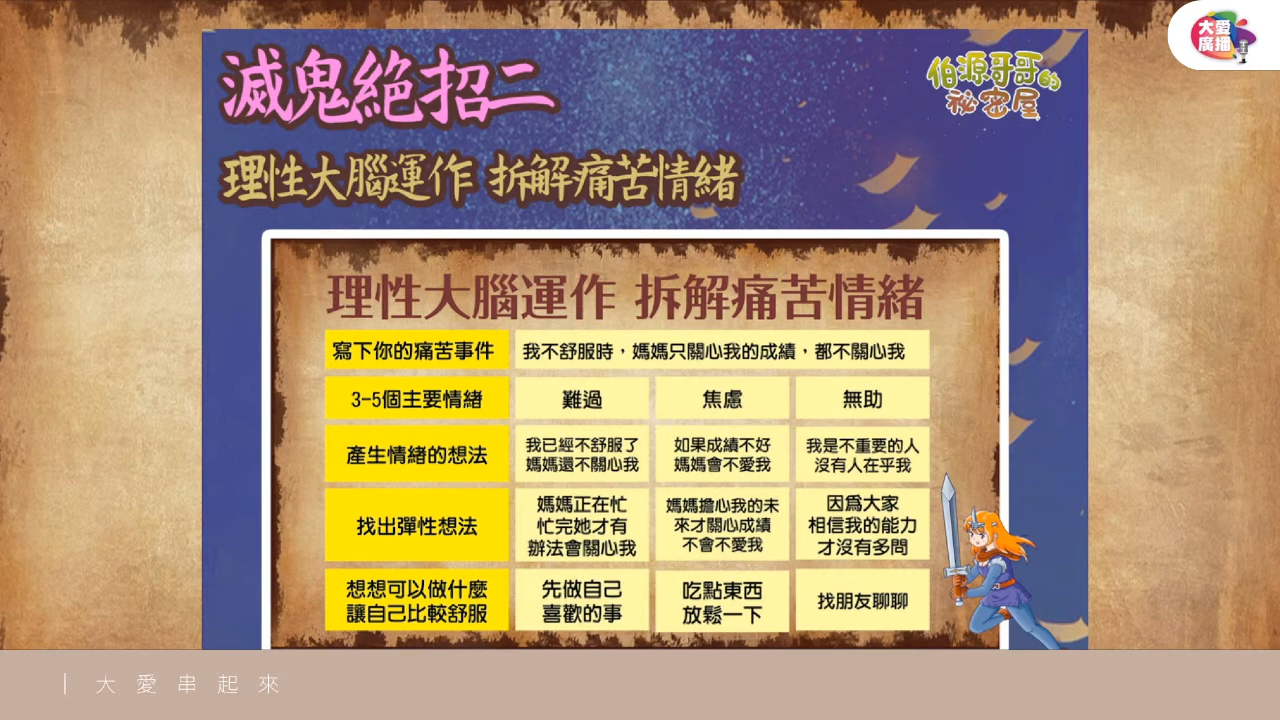 大愛
廣播
滅鬼絕招二
伯源哥哥的
祕密屋
理性大腦運作 拆解痛苦情緒
理性大腦運作 拆解痛苦情緒
寫下你的痛苦事件
我不舒服時，媽媽只關心我的成績，都不關心我
3-5個主要情緒
難過
焦慮
無助
產生情緒的想法
我已經不舒服了
媽媽還不關心我
如果成績不好
媽媽會不愛我
我是不重要的人
沒有人在乎我
找出彈性想法
媽媽正在忙
忙完她才有
辦法會關心我
媽媽擔心我的未
來才關心成績
不會不愛我
因為大家
相信我的能力
才沒有多問
想想可以做什麼
讓自己比較舒服
先做自己
喜歡的事
吃點東西
放鬆一下
找朋友聊聊
| 大愛串起來